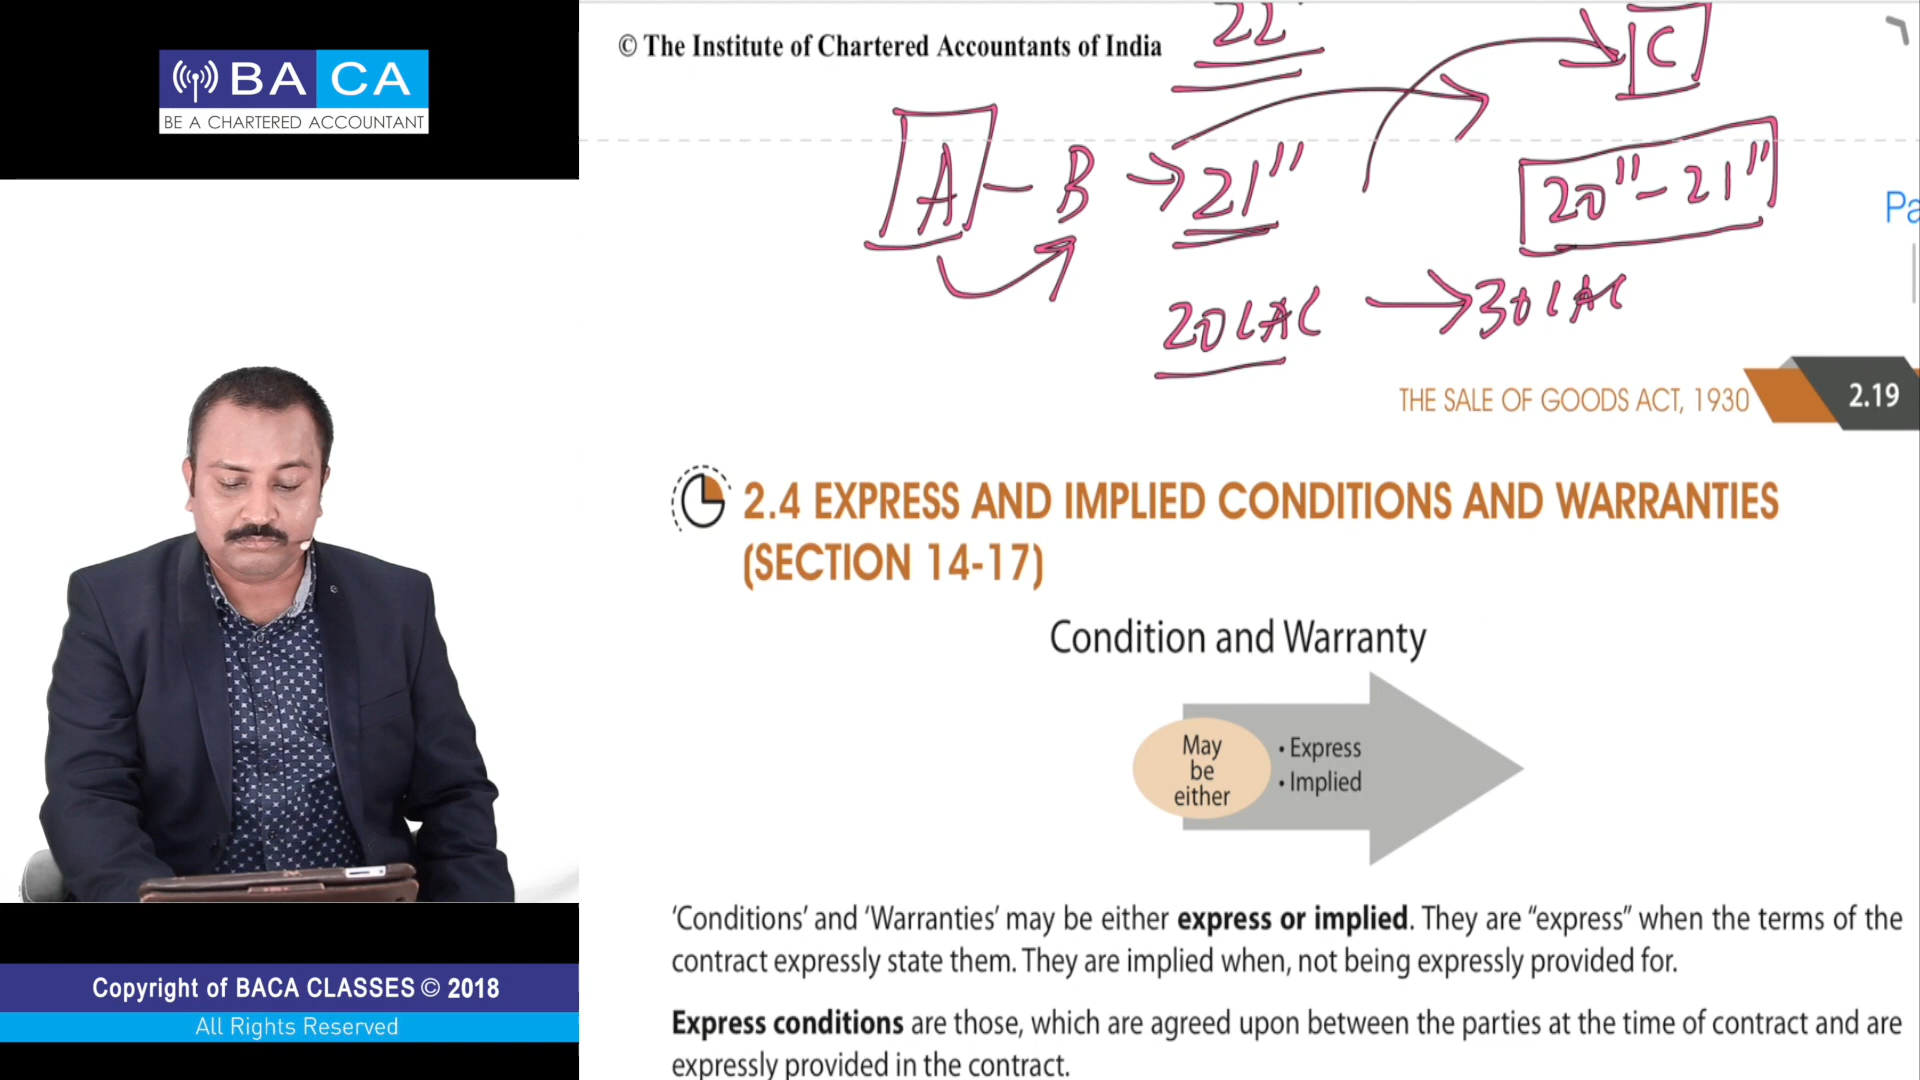 BACA
BE A CHARTERED ACCOUNTANT
© The Institute of Chartered Accountants of India
22"
C
A - B → 21"
20" - 21"
Pa
20 LAC → 30 LAC
THE SALE OF GOODS ACT, 1930
2.19
2.4 EXPRESS AND IMPLIED CONDITIONS AND WARRANTIES
(SECTION 14-17)
Condition and Warranty
May
be
either
• Express
• Implied
‘Conditions’ and ‘Warranties’ may be either express or implied. They are “express” when the terms of the
contract expressly state them. They are implied when, not being expressly provided for.
Express conditions are those, which are agreed upon between the parties at the time of contract and are
expressly provided in the contract.
Copyright of BACA CLASSES © 2018
All Rights Reserved